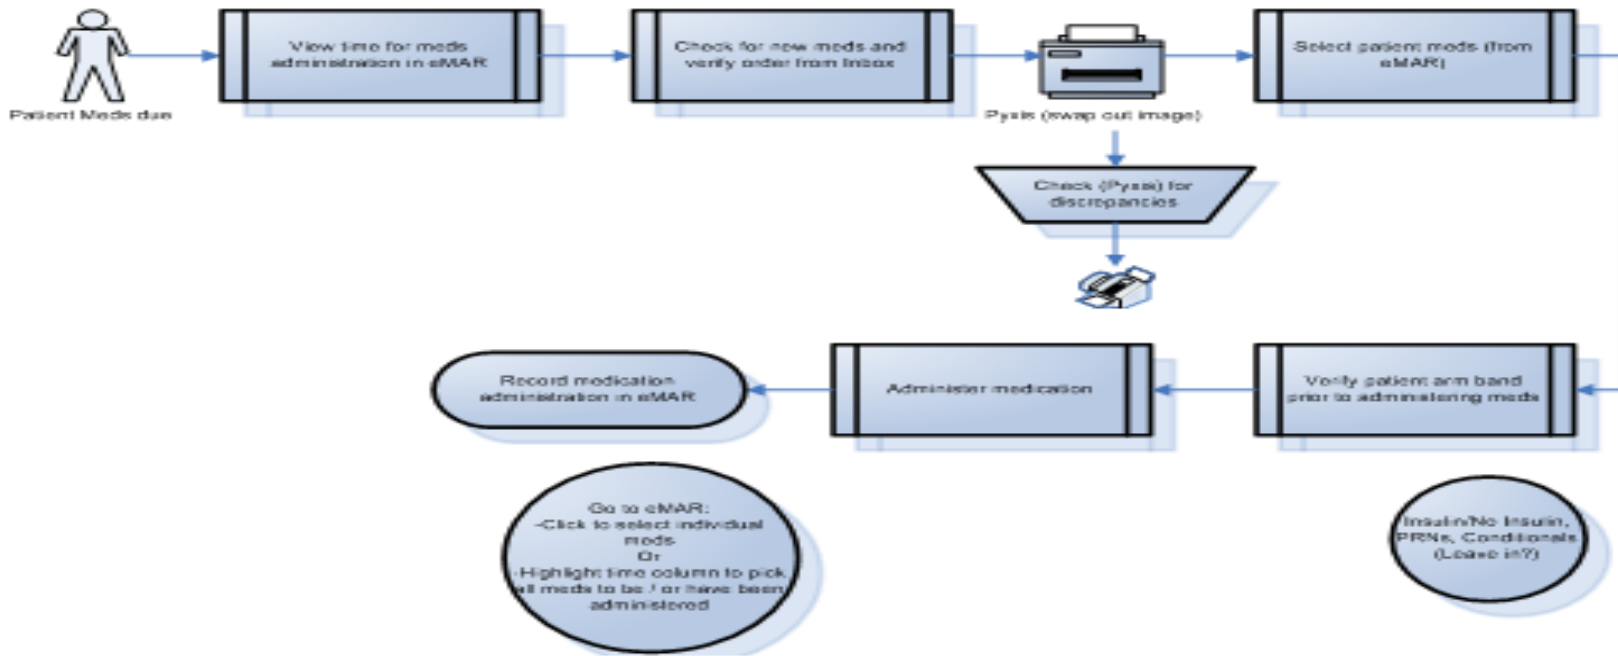 View time for meds
administration in eMAR
Check for new meds and
verify order from Inbox
Select patient meds (from
eMAR)
Patient Meds due
Pyxis (swap out image)
Check (Pyxis) for
discrepancies
Record medication
administration in eMAR
Administer medication
Verify patient arm band
prior to administering meds
Go to eMAR:
-Click to select individual
meds
Or
-Highlight time column to pick
all meds to be / or have been
administered
Insulin/No Insulin,
PRNs, Conditionals
(Leave in?)